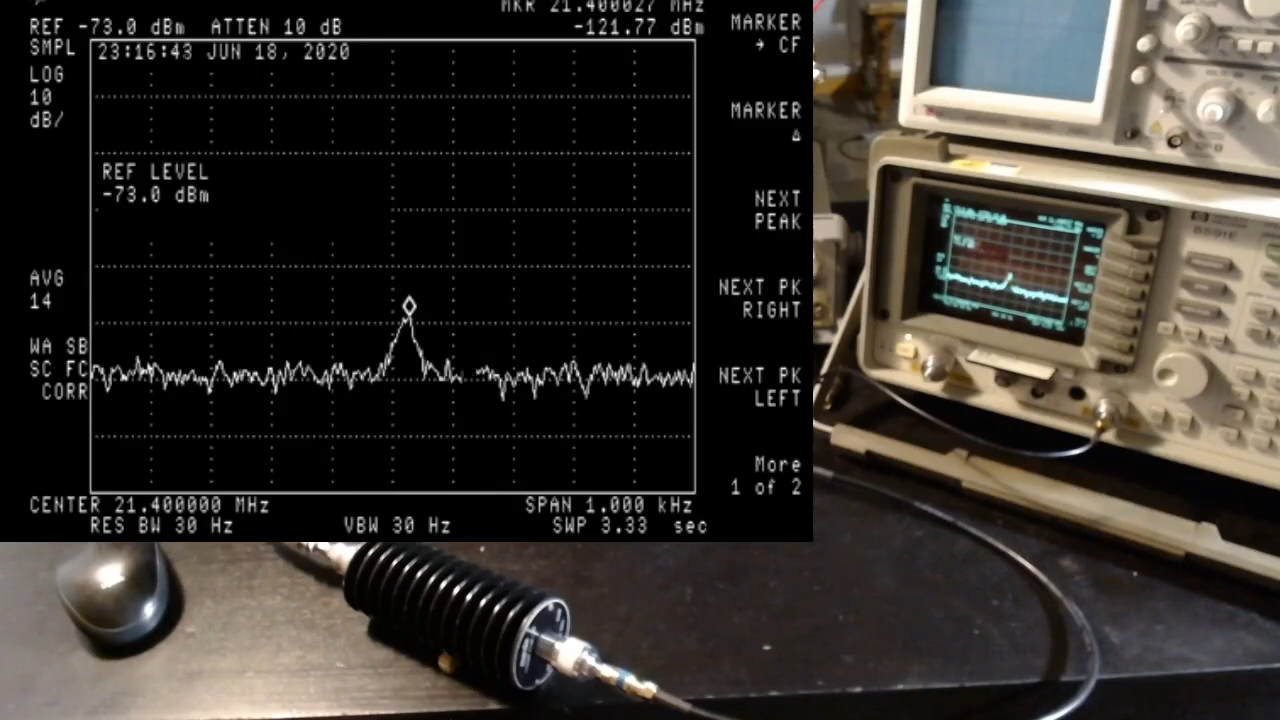 MKR 21.400027 MHz
REF -73.0 dBm ATTEN 10 dB -121.77 dBm
SMPL
LOG
10
dB/
23:16:43 JUN 18, 2020
REF LEVEL
-73.0 dBm
AVG
14
WA SB
SC FC
CORR
CENTER 21.400000 MHz SPAN 1.000 kHz
RES BW 30 Hz VBW 30 Hz SWP 3.33 sec
MARKER
→ CF
MARKER
Δ
NEXT
PEAK
NEXT PK
RIGHT
NEXT PK
LEFT
More
1 of 2
8591E